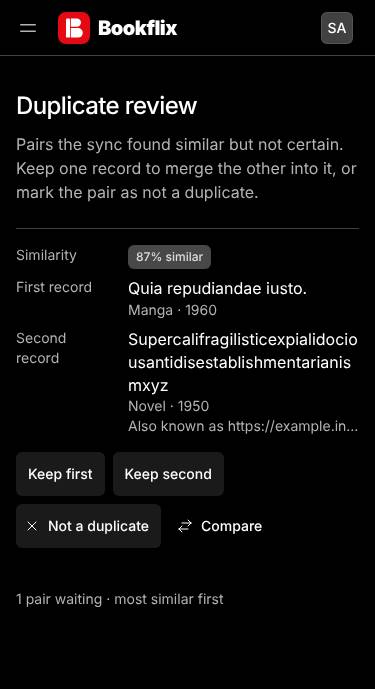 Bookflix
SA
Duplicate review
Pairs the sync found similar but not certain.
Keep one record to merge the other into it, or
mark the pair as not a duplicate.
Similarity
87% similar
First record
Quia repudiandae iusto.
Manga · 1960
Second
record
Supercalifragilisticexpialidocio
usantidisestablishmentarianis
mxyz
Novel · 1950
Also known as https://example.in…
Keep first
Keep second
Not a duplicate
Compare
1 pair waiting · most similar first